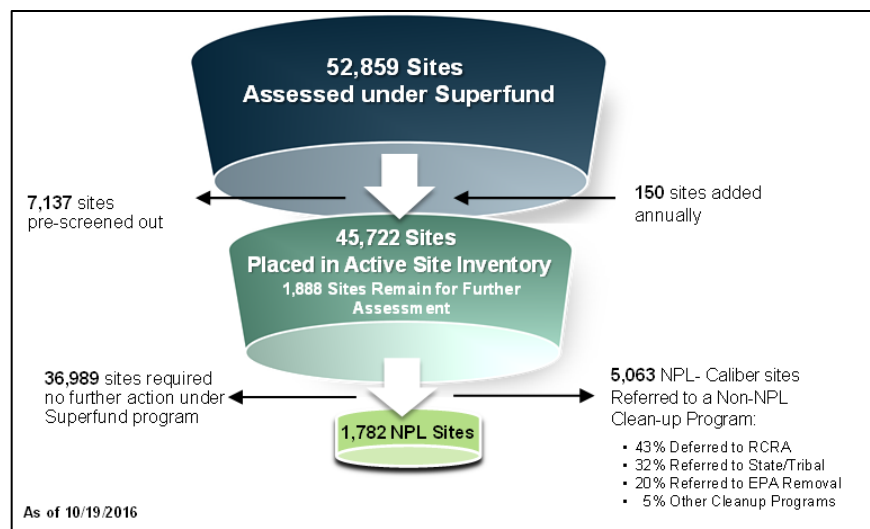 52,859 Sites
Assessed under Superfund
7,137 sites
pre-screened out
150 sites added
annually
45,722 Sites
Placed in Active Site Inventory
1,888 Sites Remain for Further
Assessment
36,989 sites required
no further action under
Superfund program
5,063 NPL- Caliber sites
Referred to a Non-NPL
Clean-up Program:
• 43% Deferred to RCRA
• 32% Referred to State/Tribal
• 20% Referred to EPA Removal
• 5% Other Cleanup Programs
1,782 NPL Sites
As of 10/19/2016